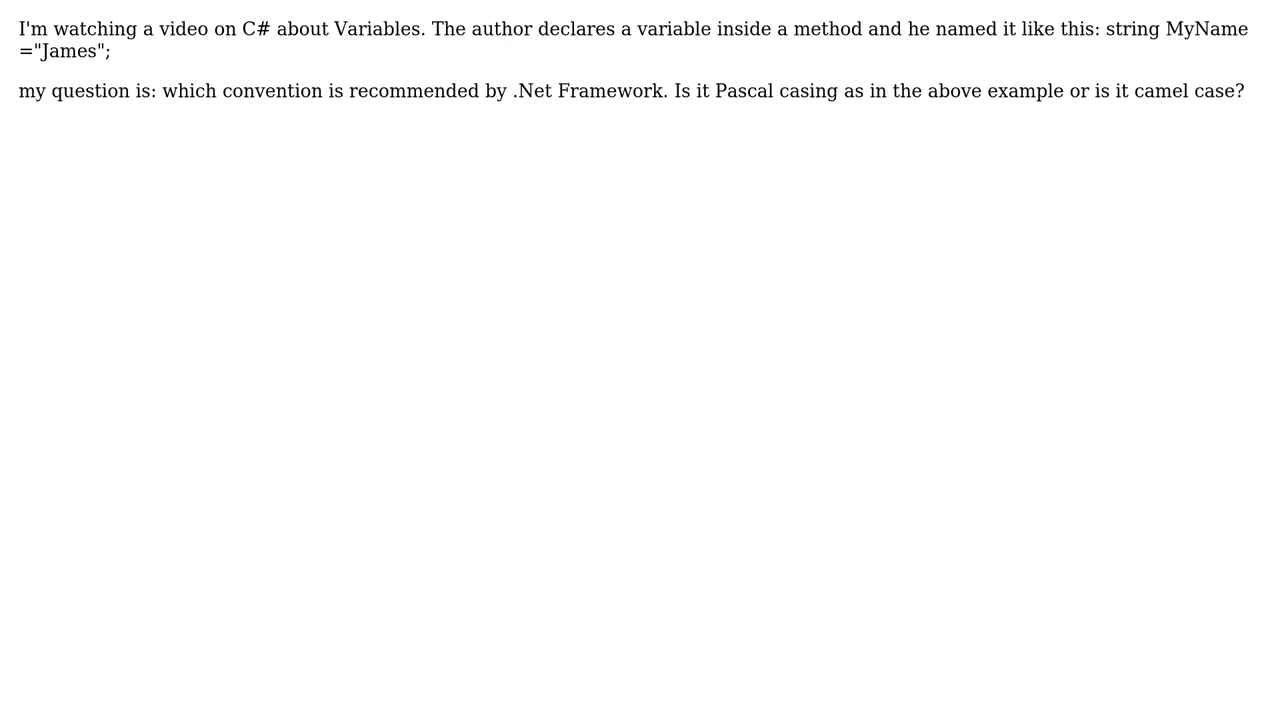 I'm watching a video on C# about Variables. The author declares a variable inside a method and he named it like this: string MyName
="James";
my question is: which convention is recommended by .Net Framework. Is it Pascal casing as in the above example or is it camel case?